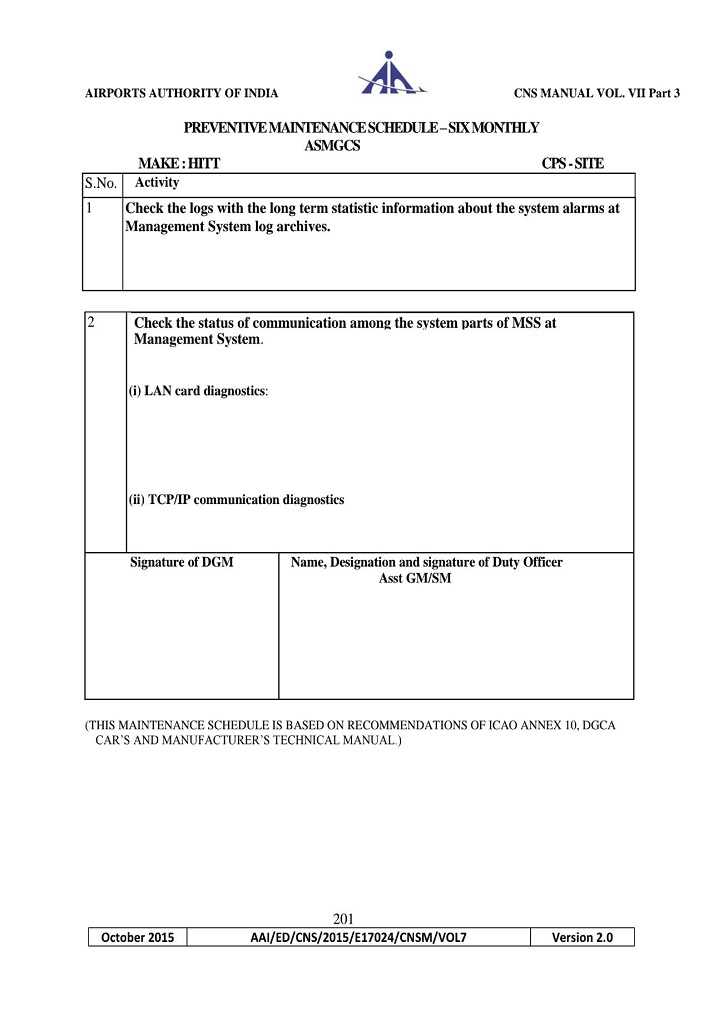 AIRPORTS AUTHORITY OF INDIA CNS MANUAL VOL. VII Part 3
PREVENTIVE MAINTENANCE SCHEDULE – SIX MONTHLY
ASMGCS
MAKE : HITT CPS - SITE
S.No. Activity
1 Check the logs with the long term statistic information about the system alarms at
Management System log archives.
2 Check the status of communication among the system parts of MSS at
Management System.
(i) LAN card diagnostics:
(ii) TCP/IP communication diagnostics
Signature of DGM Name, Designation and signature of Duty Officer
Asst GM/SM
(THIS MAINTENANCE SCHEDULE IS BASED ON RECOMMENDATIONS OF ICAO ANNEX 10, DGCA
CAR’S AND MANUFACTURER’S TECHNICAL MANUAL.)
201
October 2015 AAI/ED/CNS/2015/E17024/CNSM/VOL7 Version 2.0